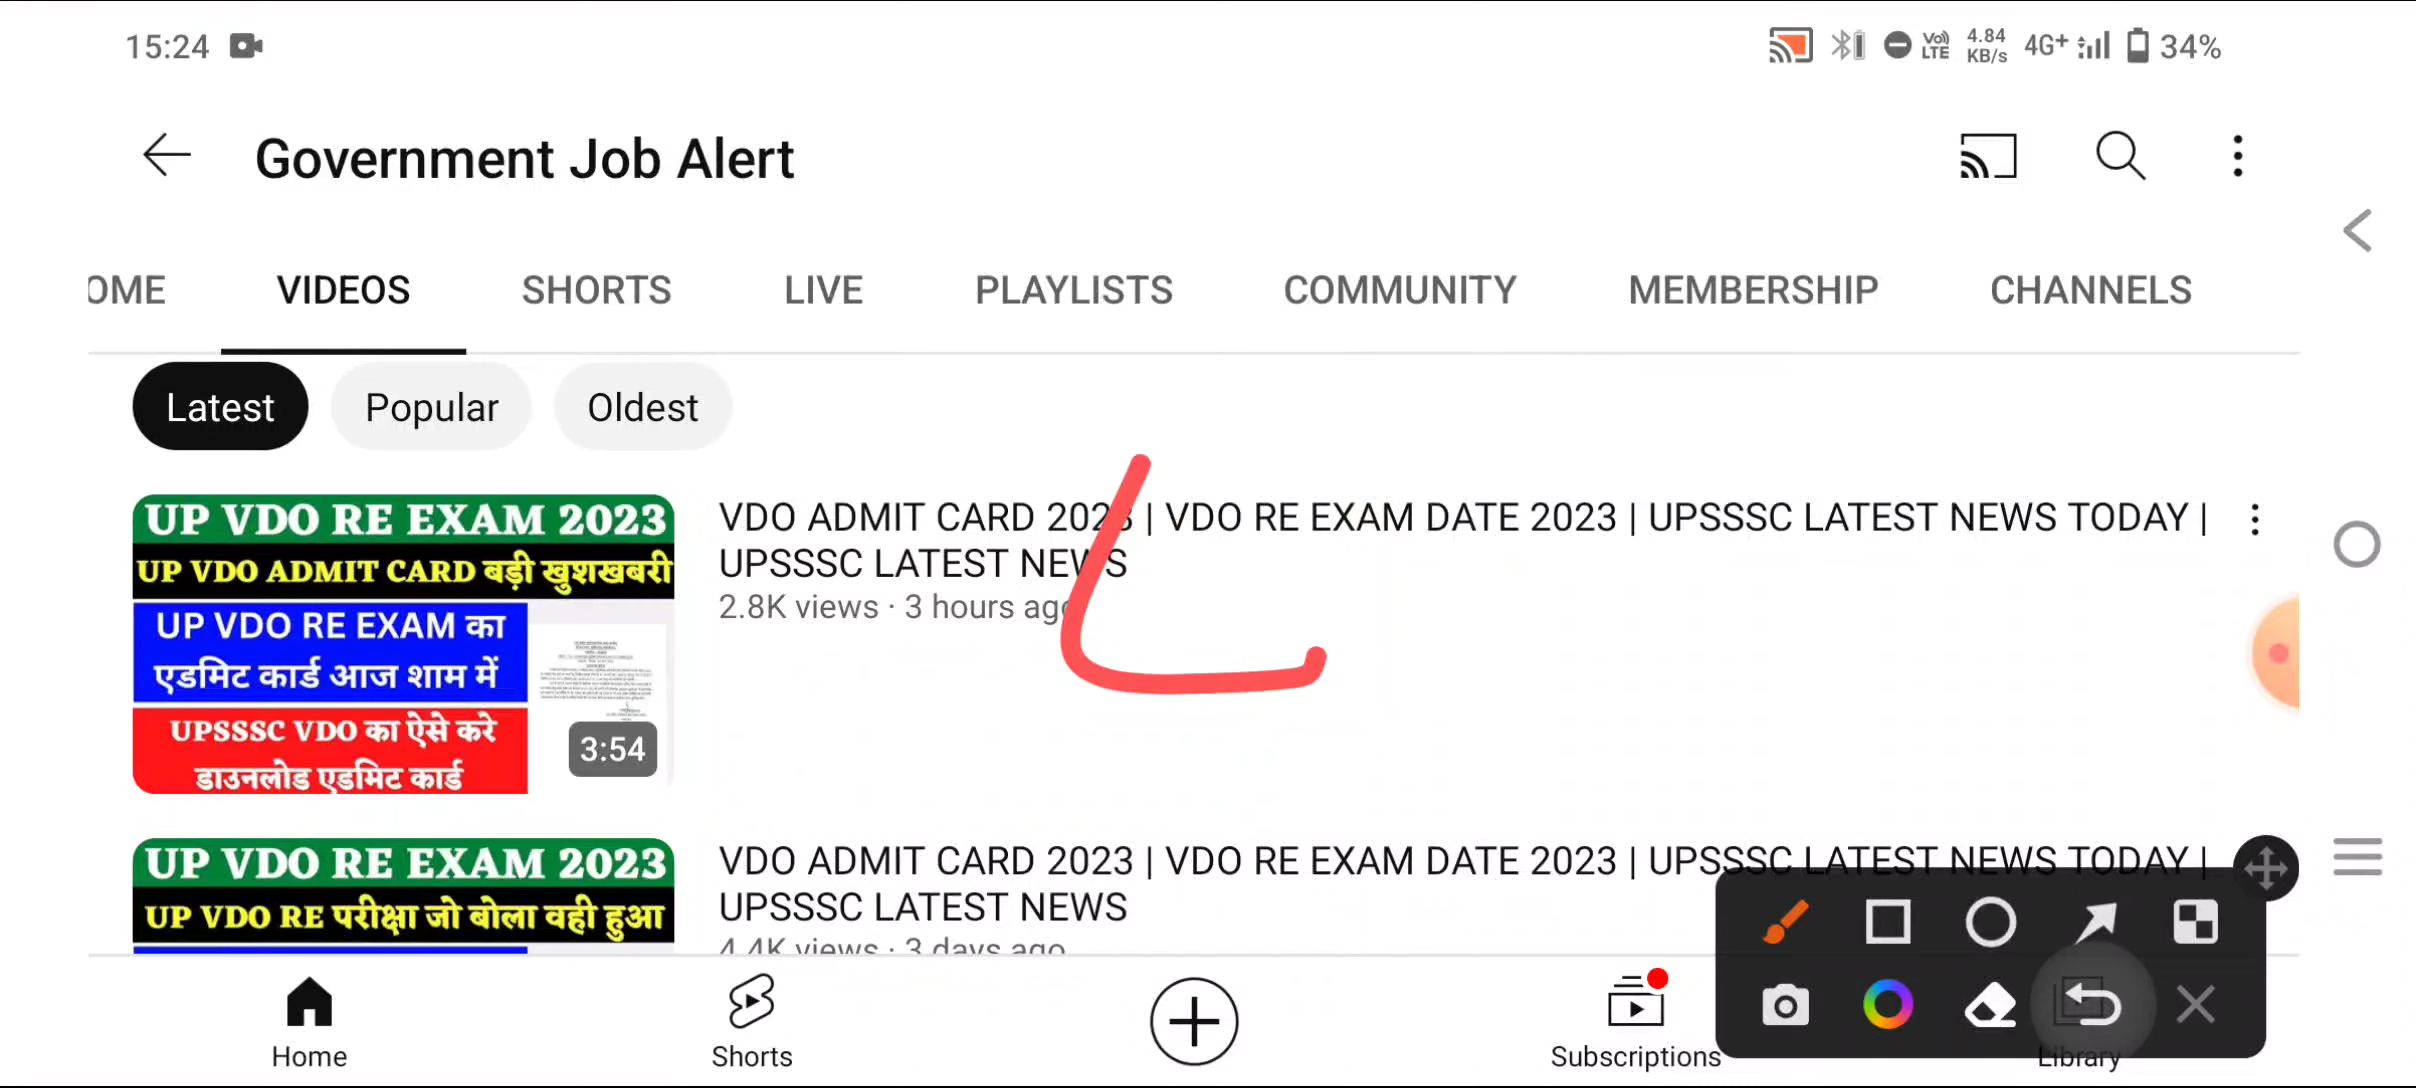 15:24
Vo)) LTE 4.84 KB/s 4G+ 34%
Government Job Alert
OME VIDEOS SHORTS LIVE PLAYLISTS COMMUNITY MEMBERSHIP CHANNELS
Latest Popular Oldest
UP VDO RE EXAM 2023
UP VDO ADMIT CARD बड़ी खुशखबरी
UP VDO RE EXAM का
एडमिट कार्ड आज शाम में
UPSSSC VDO का ऐसे करे
डाउनलोड एडमिट कार्ड
3:54
VDO ADMIT CARD 2023 | VDO RE EXAM DATE 2023 | UPSSSC LATEST NEWS TODAY |
UPSSSC LATEST NEWS
2.8K views · 3 hours ago
UP VDO RE EXAM 2023
UP VDO RE परीक्षा जो बोला वही हुआ
VDO ADMIT CARD 2023 | VDO RE EXAM DATE 2023 | UPSSSC LATEST NEWS TODAY |
UPSSSC LATEST NEWS
4.4K views · 3 days ago
Home Shorts Subscriptions Library